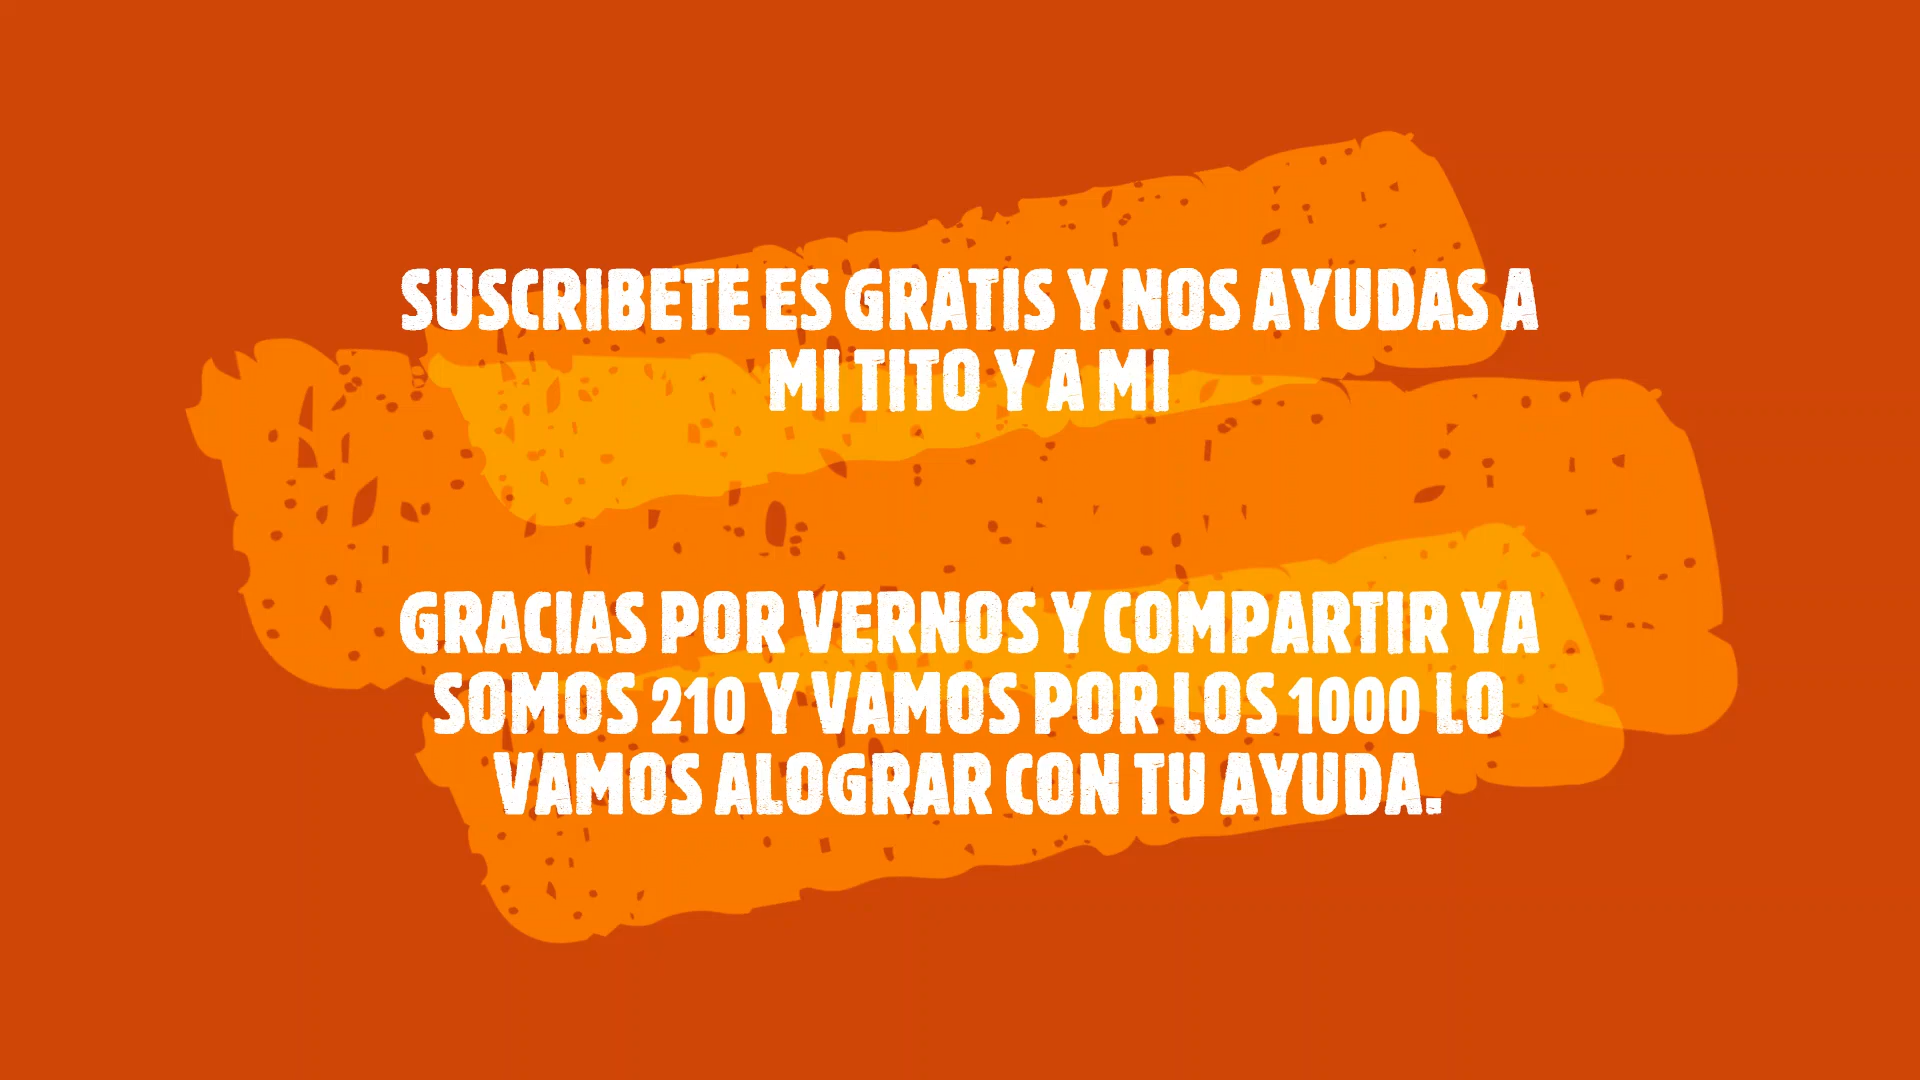 SUSCRIBETE ES GRATIS Y NOS AYUDAS A
MI TITO Y A MI
GRACIAS POR VERNOS Y COMPARTIR YA
SOMOS 210 Y VAMOS POR LOS 1000 LO
VAMOS ALOGRAR CON TU AYUDA.